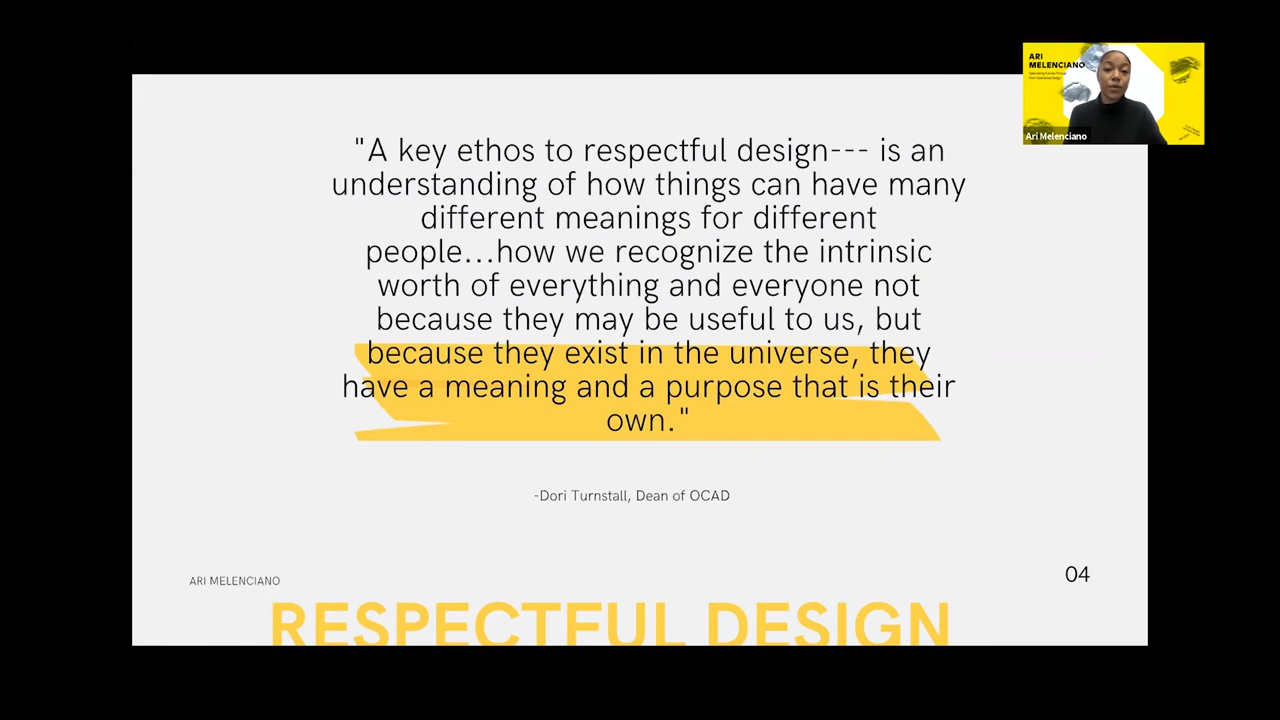 "A key ethos to respectful design--- is an
understanding of how things can have many
different meanings for different
people...how we recognize the intrinsic
worth of everything and everyone not
because they may be useful to us, but
because they exist in the universe, they
have a meaning and a purpose that is their
own."
-Dori Turnstall, Dean of OCAD
ARI MELENCIANO
04
RESPECTFUL DESIGN
ARI
MELENCIANO
Ari Melenciano